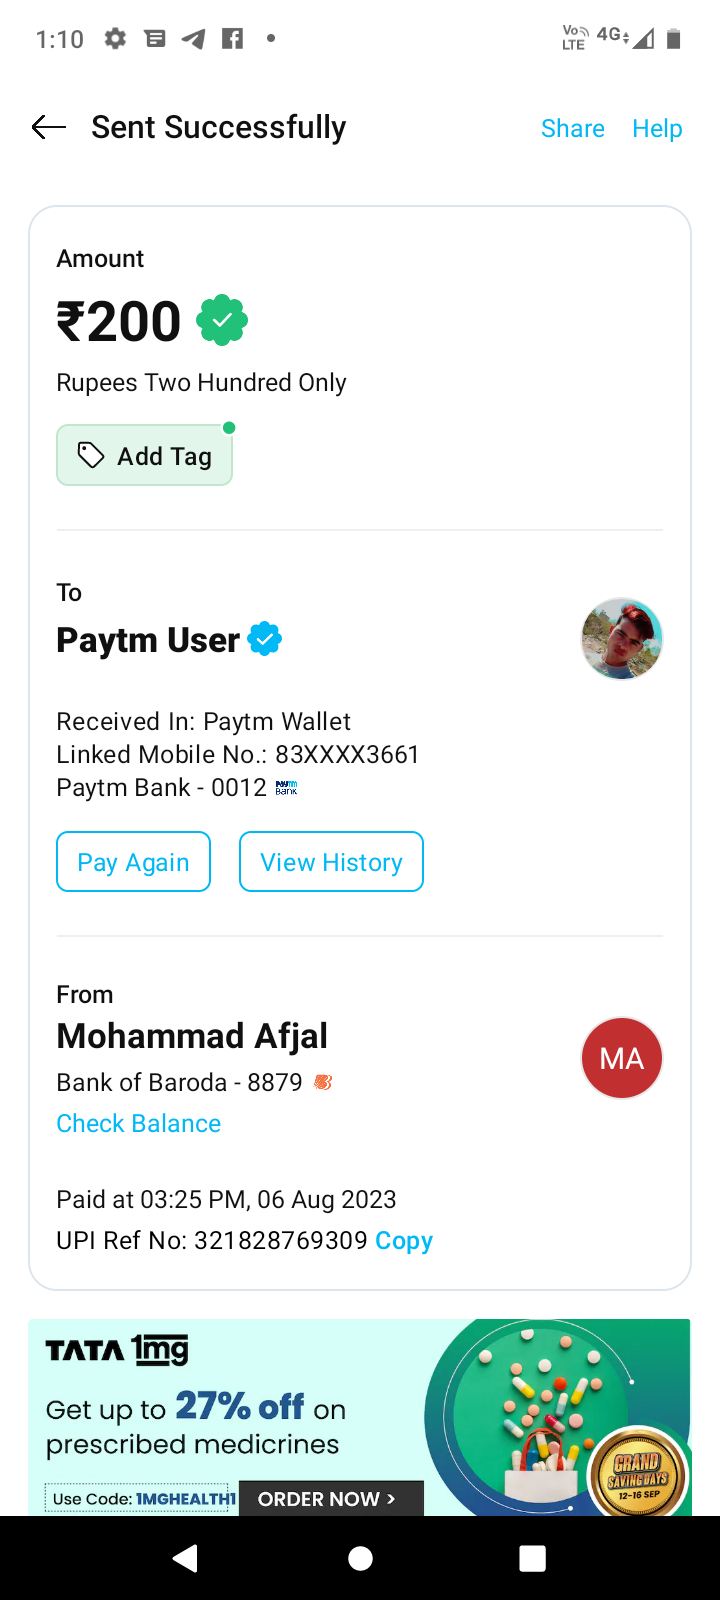 1:10
Vo LTE 4G
Sent Successfully Share Help
Amount
₹200
Rupees Two Hundred Only
Add Tag
To
Paytm User
Received In: Paytm Wallet
Linked Mobile No.: 83XXXX3661
Paytm Bank - 0012 paytm Bank
Pay Again View History
From
Mohammad Afjal
MA
Bank of Baroda - 8879
Check Balance
Paid at 03:25 PM, 06 Aug 2023
UPI Ref No: 321828769309 Copy
TATA 1mg
Get up to 27% off on
prescribed medicines
Use Code: 1MGHEALTH1 ORDER NOW >
GRAND
SAVING DAYS
12-16 SEP